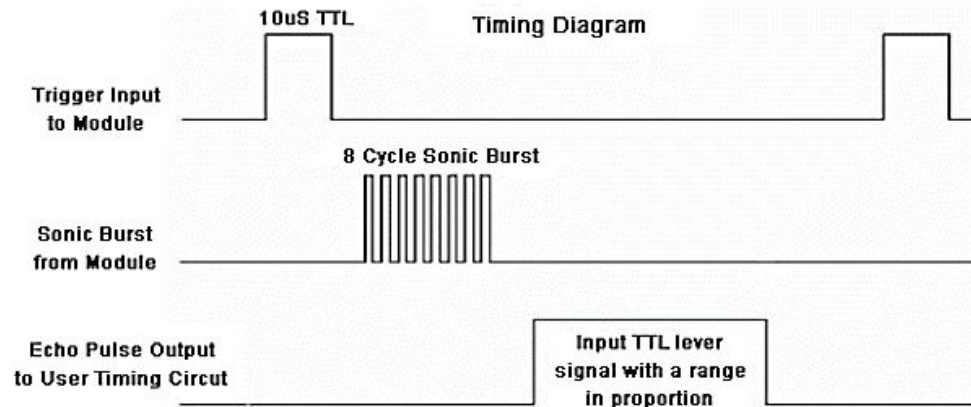 10uS TTL
Timing Diagram
Trigger Input
to Module
8 Cycle Sonic Burst
Sonic Burst
from Module
Echo Pulse Output
to User Timing Circut
Input TTL lever
signal with a range
in proportion